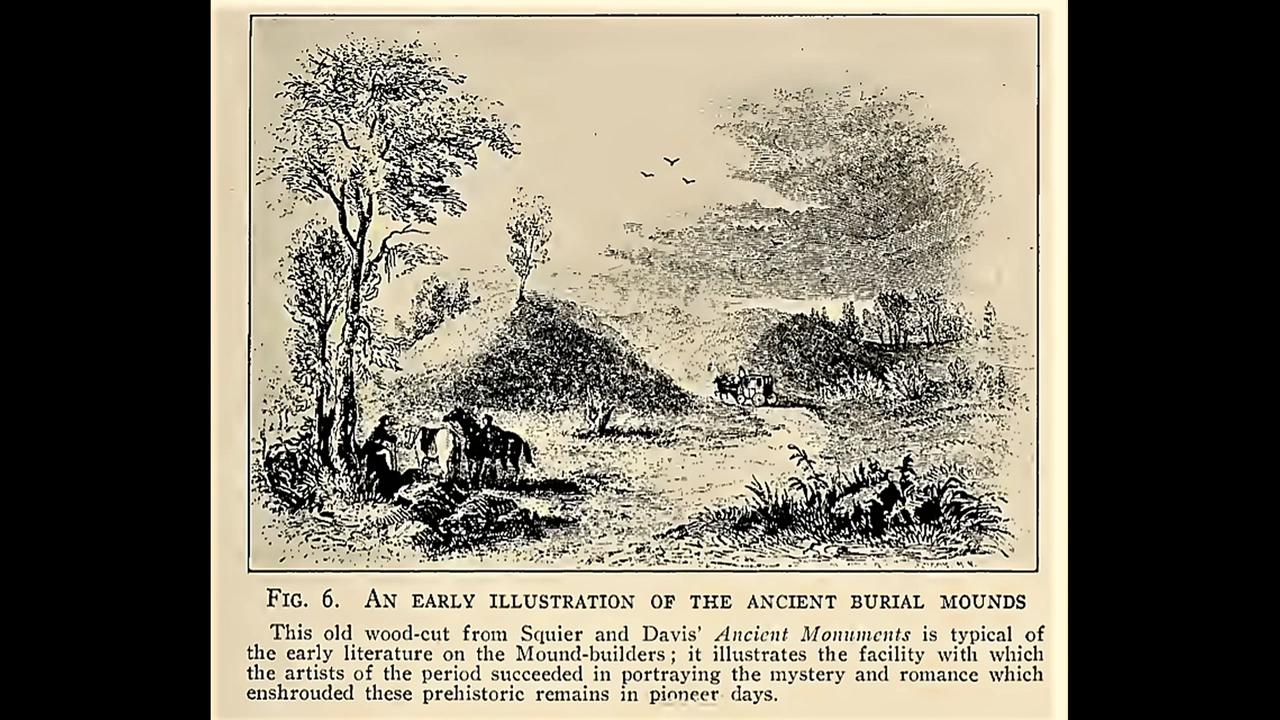 FIG. 6. AN EARLY ILLUSTRATION OF THE ANCIENT BURIAL MOUNDS
This old wood-cut from Squier and Davis' Ancient Monuments is typical of
the early literature on the Mound-builders; it illustrates the facility with which
the artists of the period succeeded in portraying the mystery and romance which
enshrouded these prehistoric remains in pioneer days.